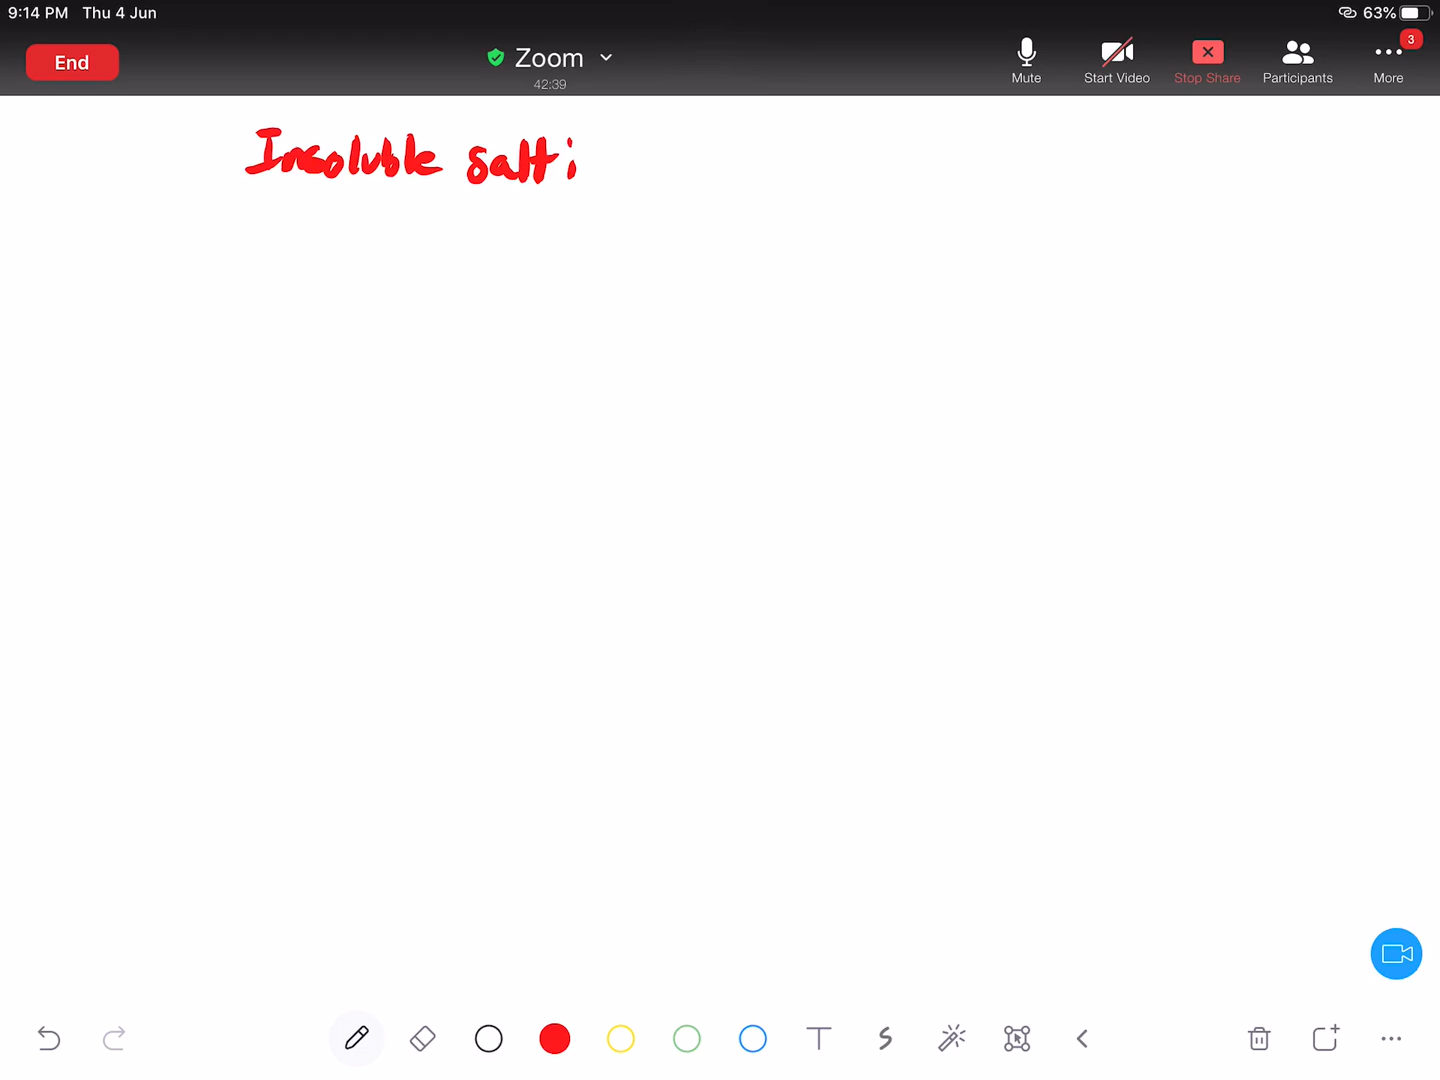 9:14 PM Thu 4 Jun
63%
End
Zoom
42:39
Mute
Start Video
Stop Share
Participants
3
More
Insoluble salt :
T